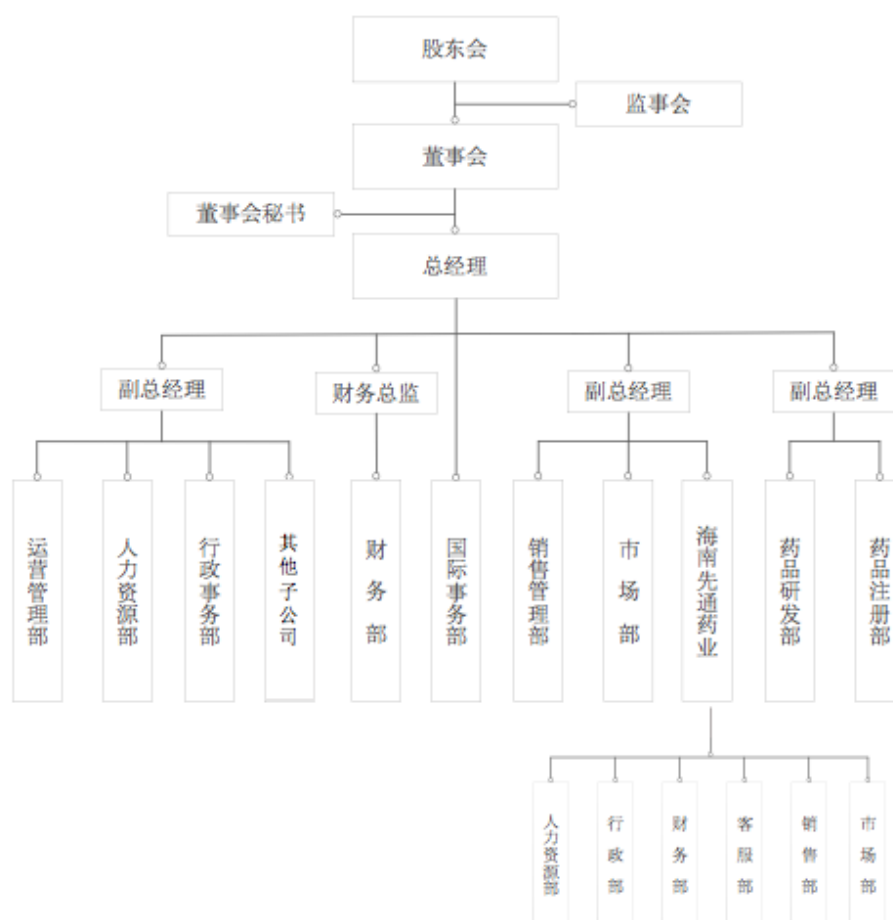 股东会
监事会
董事会
董事会秘书
总经理
副总经理
财务总监
副总经理
副总经理
运营管理部
人力资源部
行政事务部
其他子公司
财务部
国际事务部
销售管理部
市场部
海南先通药业
药品研发部
药品注册部
人力资源部
行政部
财务部
客服部
销售部
市场部